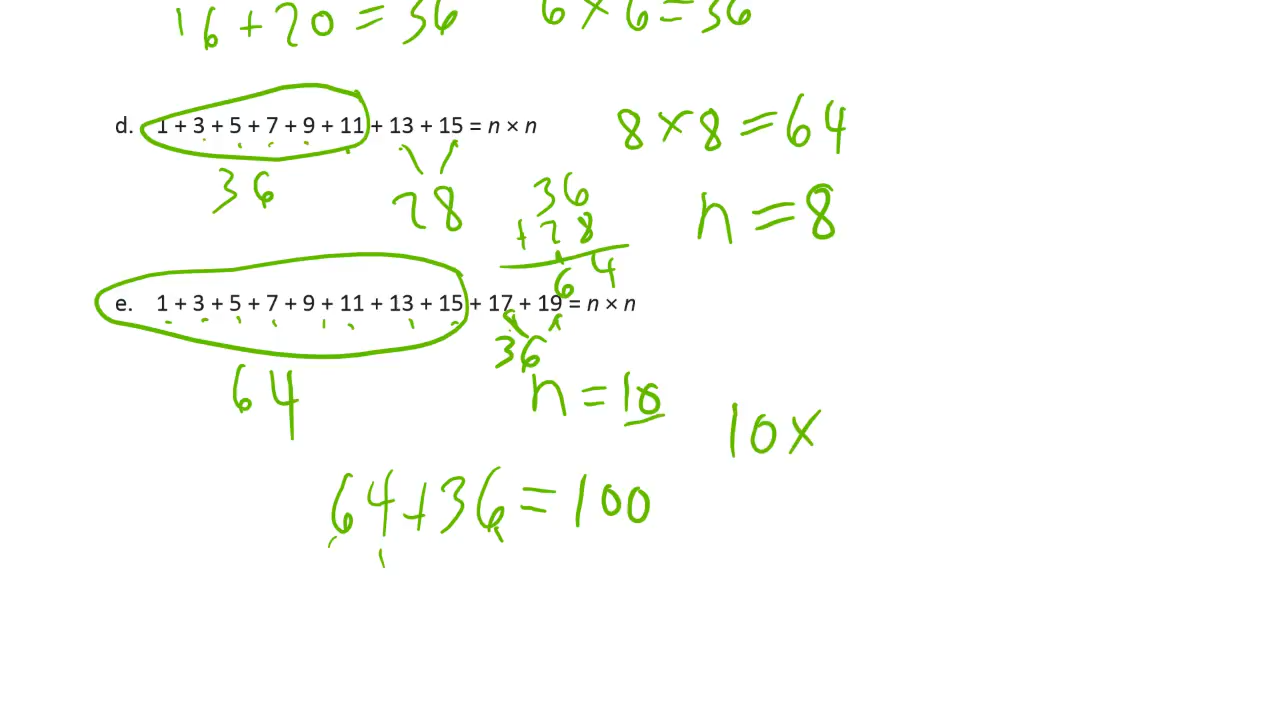 16 + 20 = 36
6 × 6 = 36
d. 1 + 3 + 5 + 7 + 9 + 11 + 13 + 15 = n × n
8 × 8 = 64
36
28
36
+ 28
64
n = 8
e. 1 + 3 + 5 + 7 + 9 + 11 + 13 + 15 + 17 + 19 = n × n
36
64
n = 10
10 ×
64 + 36 = 100